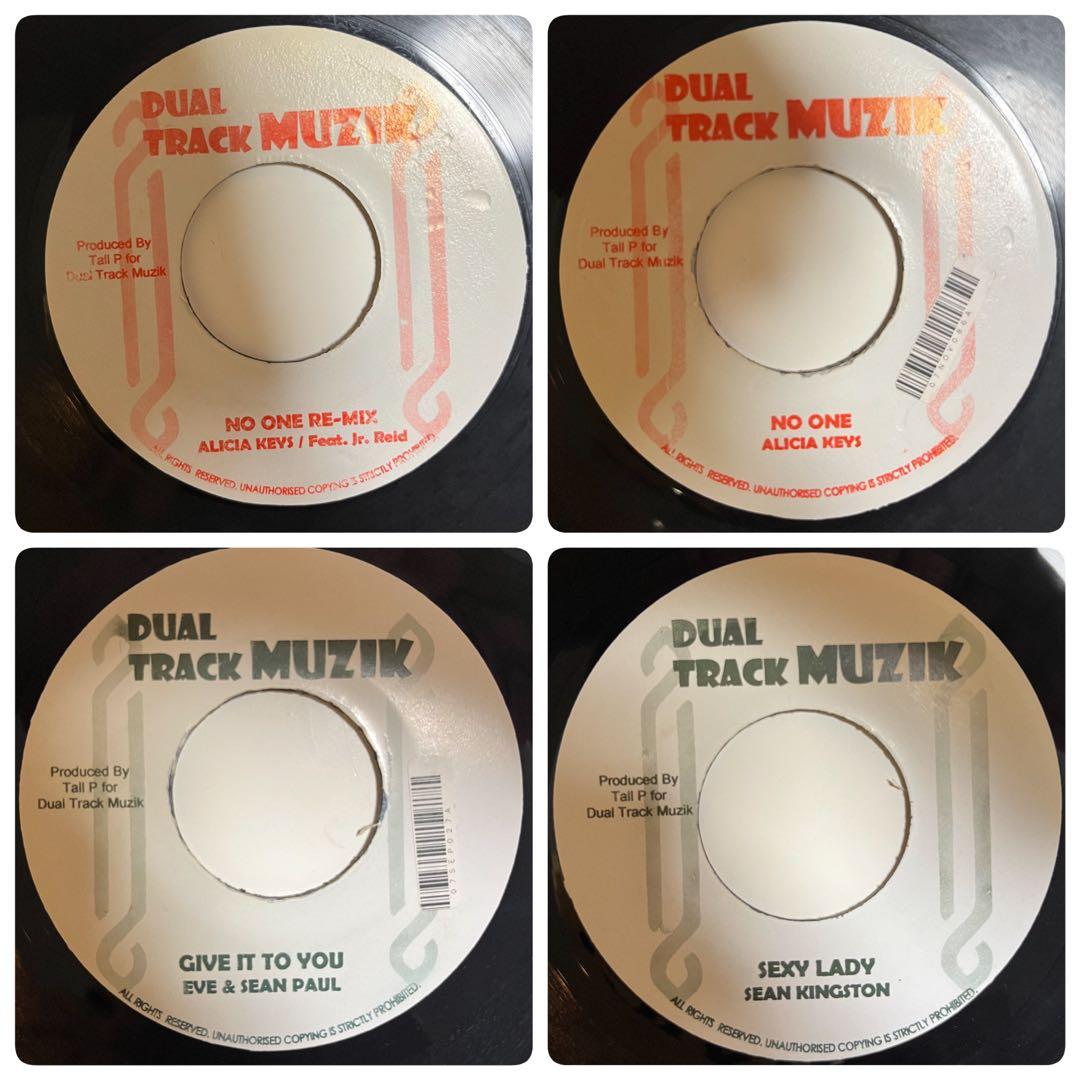 DUAL
TRACK MUZIK
Produced By
Tall P for
Dual Track Muzik
NO ONE RE-MIX
ALICIA KEYS / Feat. Jr. Reid
ALL RIGHTS RESERVED. UNAUTHORISED COPYING IS STRICTLY PROHIBITED.
DUAL
TRACK MUZIK
Produced By
Tall P for
Dual Track Muzik
07NOV086A
NO ONE
ALICIA KEYS
ALL RIGHTS RESERVED. UNAUTHORISED COPYING IS STRICTLY PROHIBITED.
DUAL
TRACK MUZIK
Produced By
Tall P for
Dual Track Muzik
07SEP027A
GIVE IT TO YOU
EVE & SEAN PAUL
ALL RIGHTS RESERVED. UNAUTHORISED COPYING IS STRICTLY PROHIBITED.
DUAL
TRACK MUZIK
Produced By
Tall P for
Dual Track Muzik
SEXY LADY
SEAN KINGSTON
ALL RIGHTS RESERVED. UNAUTHORISED COPYING IS STRICTLY PROHIBITED.